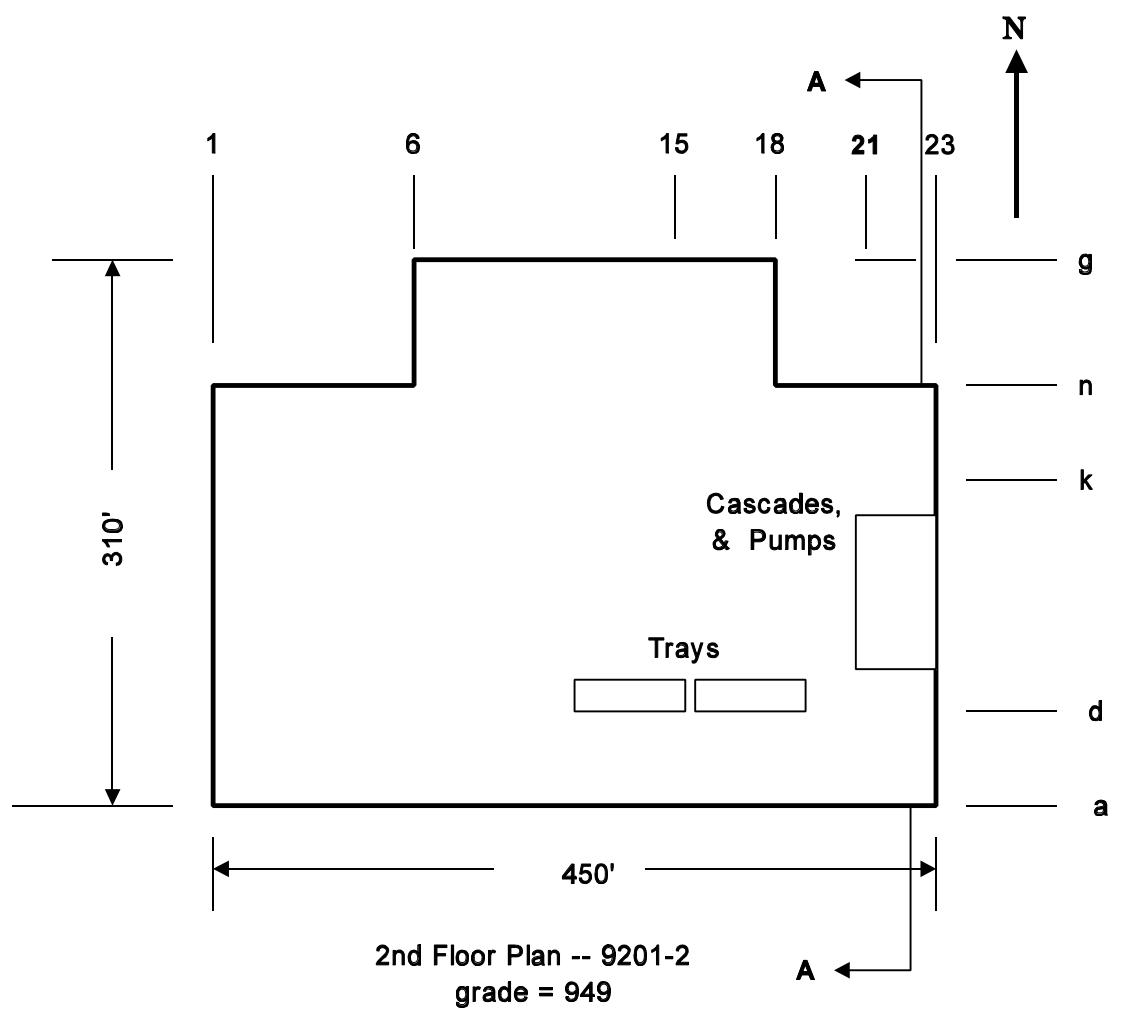 N
A
1 6 15 18 21 23
g
n
k
Cascades,
& Pumps
310'
Trays
d
a
450'
2nd Floor Plan -- 9201-2
A
grade = 949